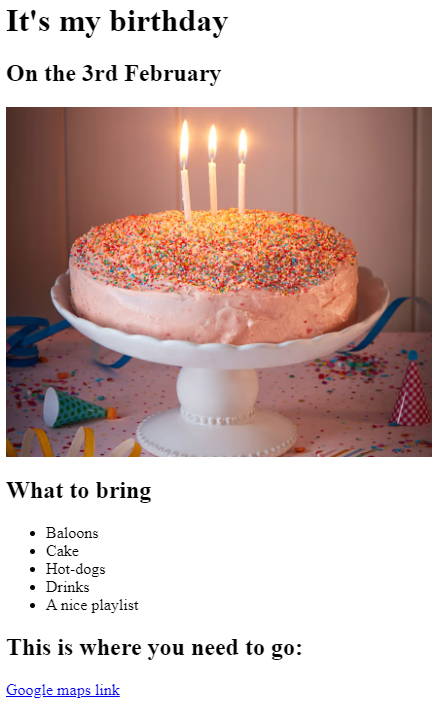 It's my birthday
On the 3rd February
What to bring
Baloons
Cake
Hot-dogs
Drinks
A nice playlist
This is where you need to go:
Google maps link